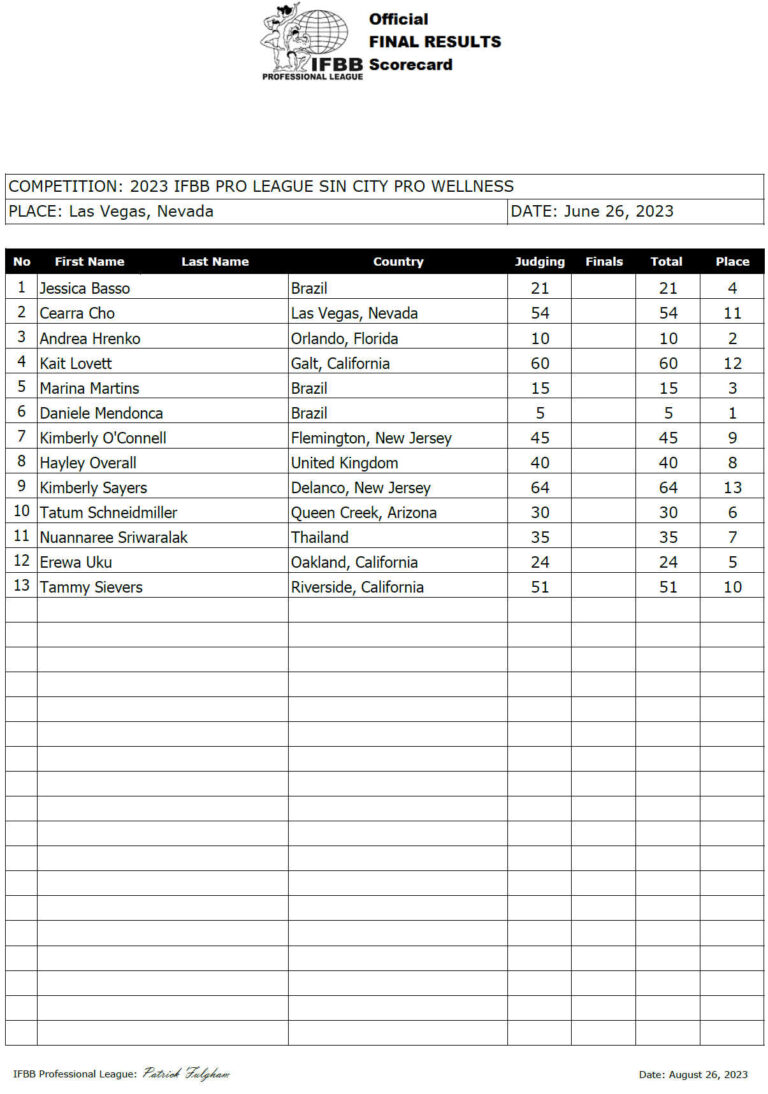 Official
FINAL RESULTS
IFBB Scorecard
PROFESSIONAL LEAGUE
COMPETITION: 2023 IFBB PRO LEAGUE SIN CITY PRO WELLNESS
PLACE: Las Vegas, Nevada DATE: June 26, 2023
No First Name Last Name Country Judging Finals Total Place
1 Jessica Basso Brazil 21 21 4
2 Cearra Cho Las Vegas, Nevada 54 54 11
3 Andrea Hrenko Orlando, Florida 10 10 2
4 Kait Lovett Galt, California 60 60 12
5 Marina Martins Brazil 15 15 3
6 Daniele Mendonca Brazil 5 5 1
7 Kimberly O'Connell Flemington, New Jersey 45 45 9
8 Hayley Overall United Kingdom 40 40 8
9 Kimberly Sayers Delanco, New Jersey 64 64 13
10 Tatum Schneidmiller Queen Creek, Arizona 30 30 6
11 Nuannaree Sriwaralak Thailand 35 35 7
12 Erewa Uku Oakland, California 24 24 5
13 Tammy Sievers Riverside, California 51 51 10
IFBB Professional League: Patrick Fulgham Date: August 26, 2023